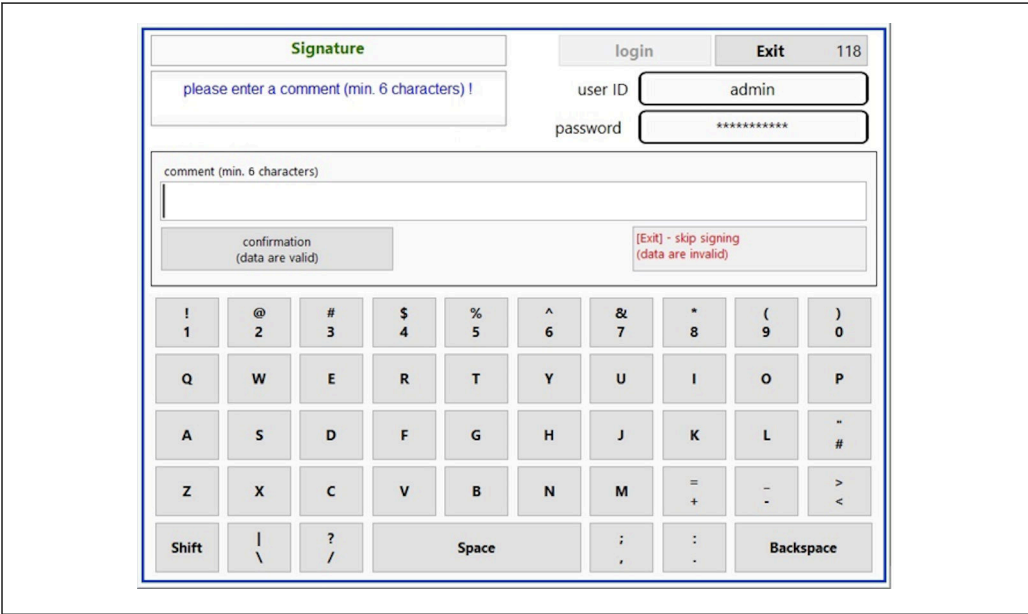 Signature
login
Exit 118
please enter a comment (min. 6 characters) !
user ID admin
password ***********
comment (min. 6 characters)
confirmation
(data are valid)
[Exit] - skip signing
(data are invalid)
! @ # $ % ^ & * ( )
1 2 3 4 5 6 7 8 9 0
Q W E R T Y U I O P
A S D F G H J K L "
#
Z X C V B N M = _ >
+ - <
Shift | ? Space ; : Backspace
\ / , .